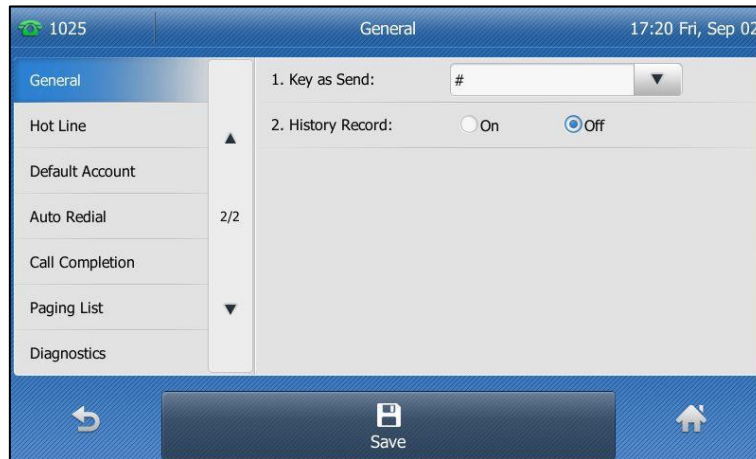 1025 General 17:20 Fri, Sep 02
General
Hot Line
Default Account
Auto Redial
Call Completion
Paging List
Diagnostics
2/2
1. Key as Send: #
2. History Record: On Off
Save